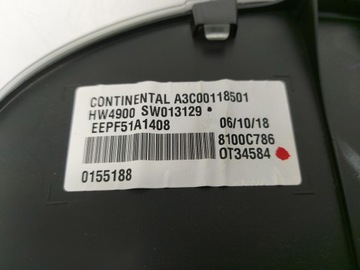 CONTINENTAL A3C00118501
HW4900 SW013129
EEPF51A1408 06/10/18
8100C786
OT34584
0155188